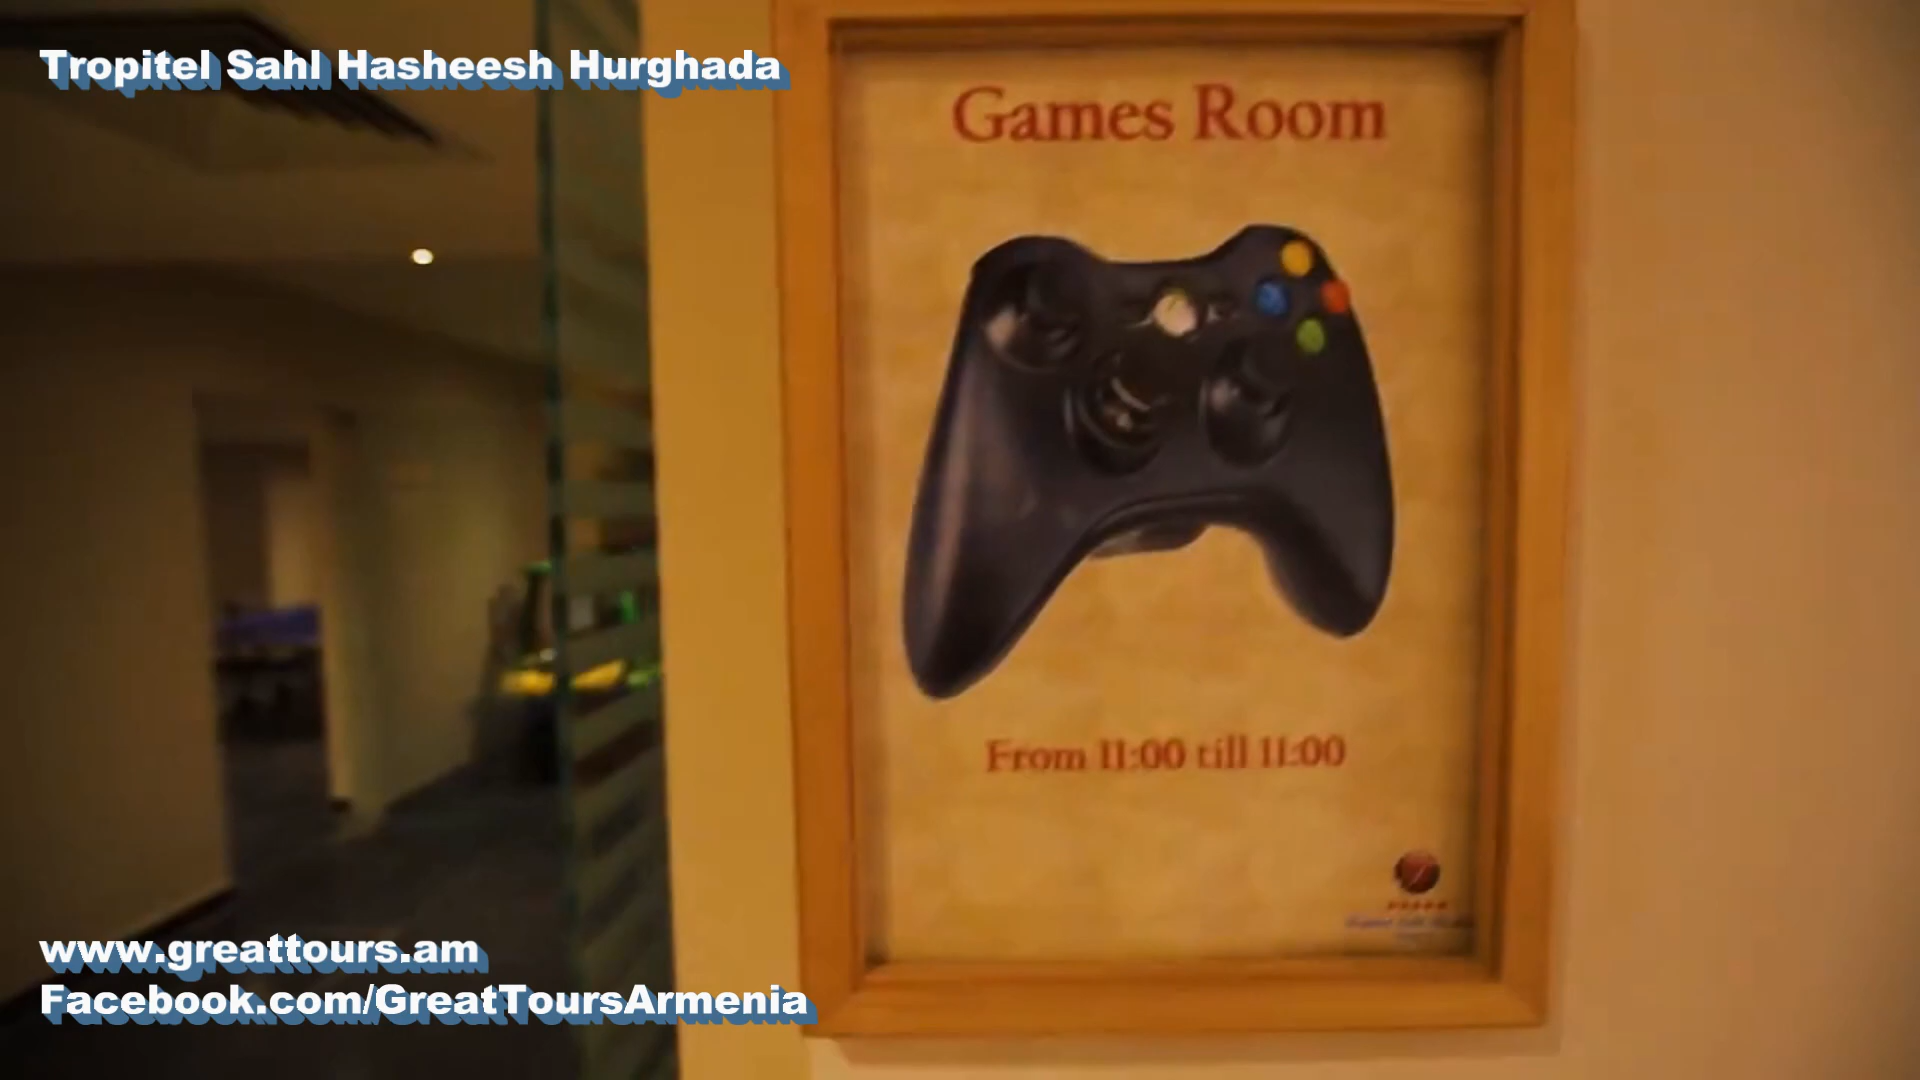 Tropitel Sahl Hasheesh Hurghada
Games Room
From 11:00 till 11:00
www.greattours.am
Facebook.com/GreatToursArmenia